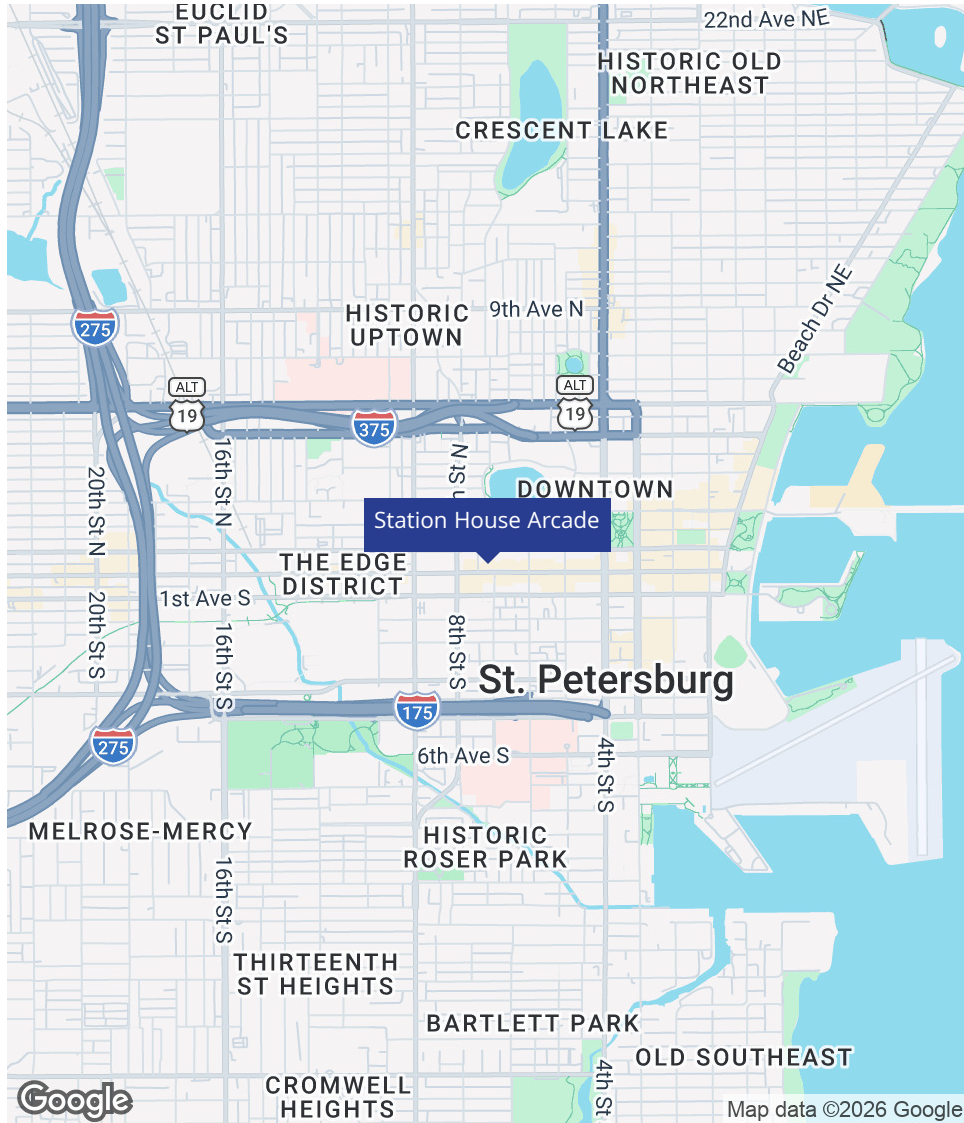 EUCLID
ST PAUL'S
22nd Ave NE
HISTORIC OLD
NORTHEAST
CRESCENT LAKE
HISTORIC
UPTOWN
9th Ave N
Beach Dr NE
275
ALT
19
ALT
19
375
20th St N
16th St N
St N
DOWNTOWN
Station House Arcade
THE EDGE
DISTRICT
1st Ave S
20th St S
16th St S
8th St S
St. Petersburg
175
275
6th Ave S
4th St S
MELROSE-MERCY
HISTORIC
ROSER PARK
16th St S
THIRTEENTH
ST HEIGHTS
BARTLETT PARK
OLD SOUTHEAST
4th St
CROMWELL
HEIGHTS
Google
Map data ©2026 Google